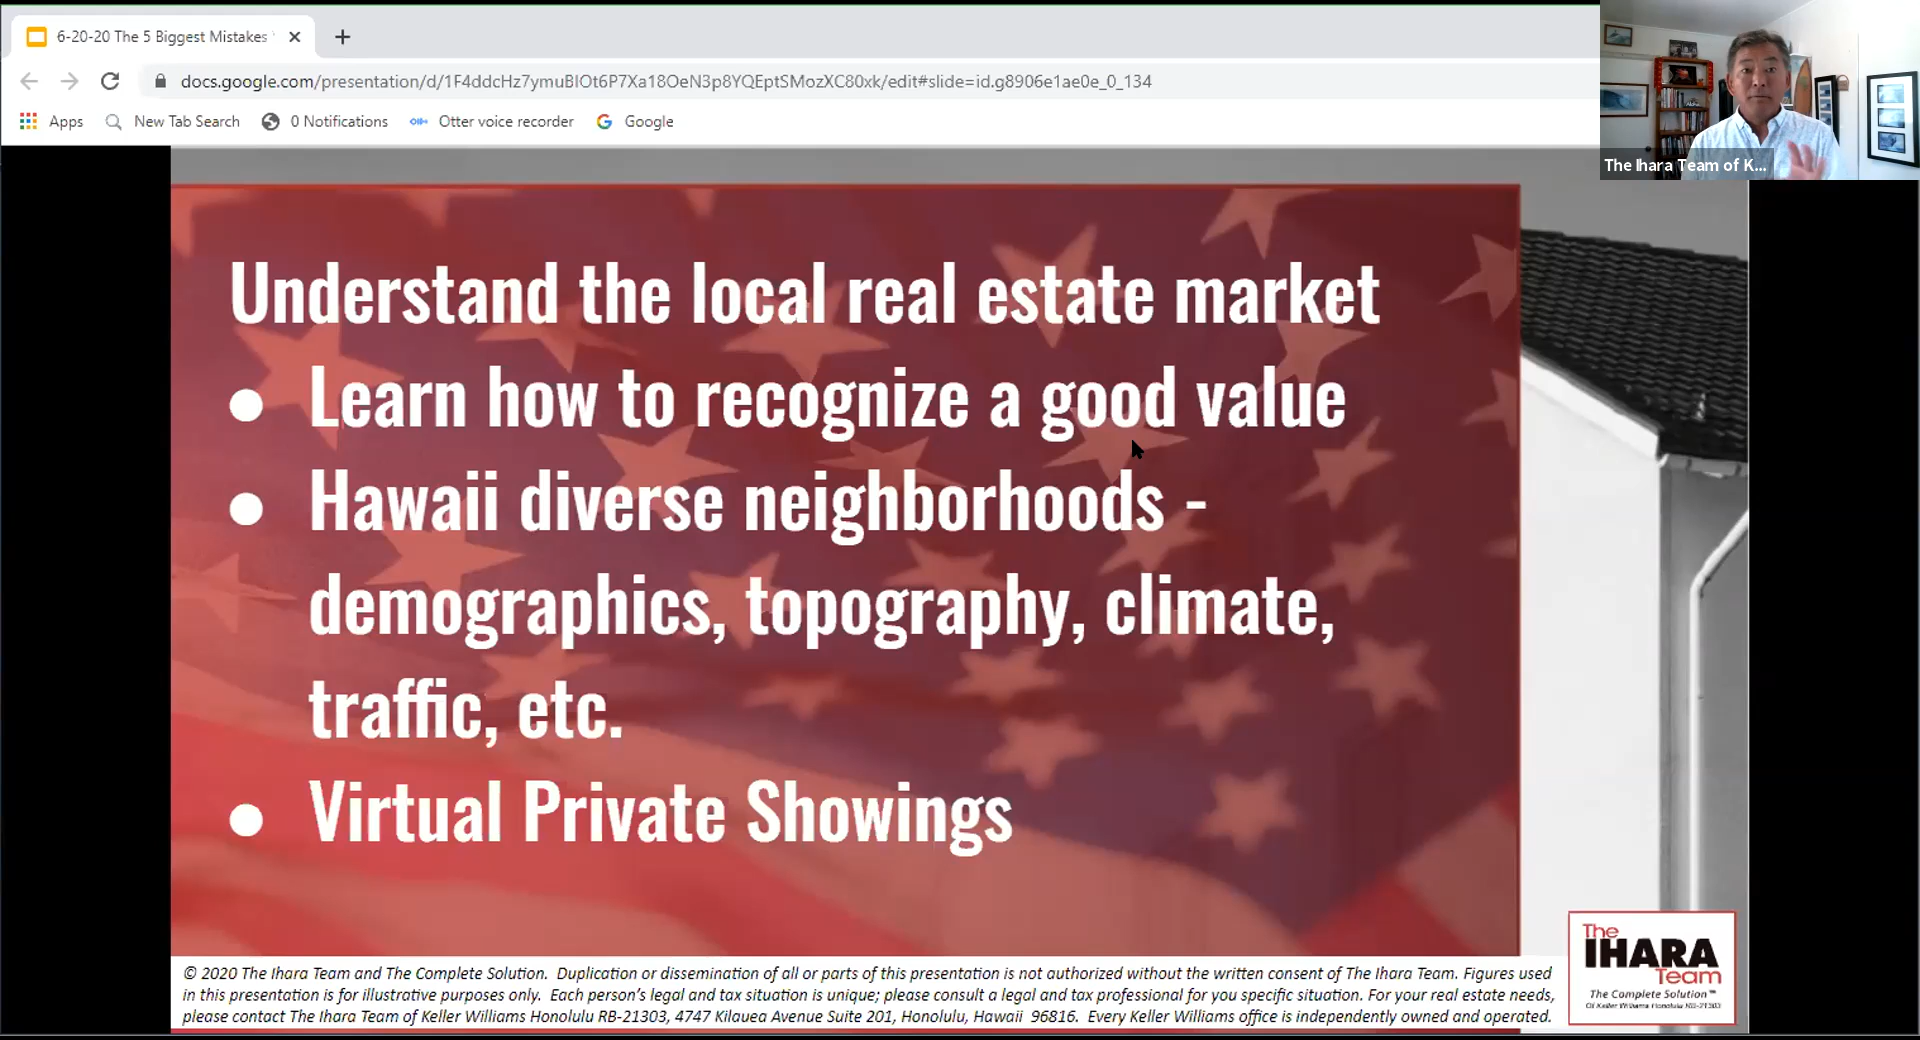 6-20-20 The 5 Biggest Mistakes
docs.google.com/presentation/d/1F4ddcHz7ymuBIOt6P7Xa18OeN3p8YQEptSMozXC80xk/edit#slide=id.g8906e1ae0e_0_134
Apps New Tab Search 0 Notifications Otter voice recorder Google
The Ihara Team of K...
Understand the local real estate market
● Learn how to recognize a good value
● Hawaii diverse neighborhoods -
demographics, topography, climate,
traffic, etc.
● Virtual Private Showings
© 2020 The Ihara Team and The Complete Solution. Duplication or dissemination of all or parts of this presentation is not authorized without the written consent of The Ihara Team. Figures used
in this presentation is for illustrative purposes only. Each person's legal and tax situation is unique; please consult a legal and tax professional for you specific situation. For your real estate needs,
please contact The Ihara Team of Keller Williams Honolulu RB-21303, 4747 Kilauea Avenue Suite 201, Honolulu, Hawaii 96816. Every Keller Williams office is independently owned and operated.
The
IHARA
Team
The Complete Solution™
Of Keller Williams Honolulu RB-21303